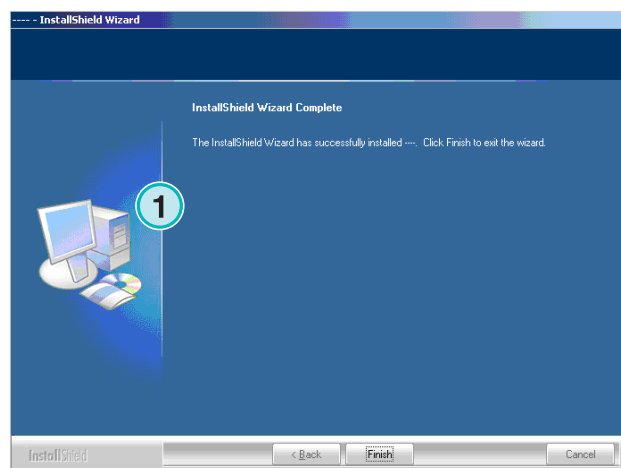 ---- - InstallShield Wizard
InstallShield Wizard Complete
The InstallShield Wizard has successfully installed ----. Click Finish to exit the wizard.
1
InstallShield
< Back
Finish
Cancel